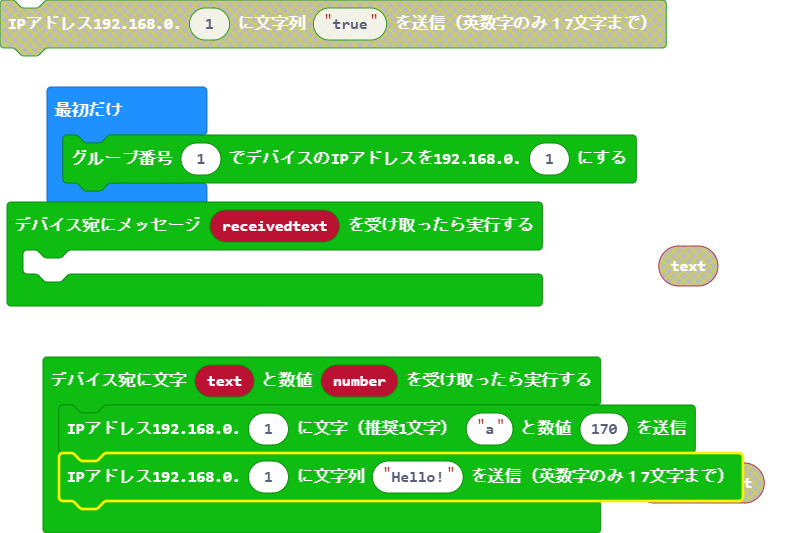 IPアドレス192.168.0. 1 に文字列 "true" を送信（英数字のみ１7文字まで）
最初だけ
グループ番号 1 でデバイスのIPアドレスを192.168.0. 1 にする
デバイス宛にメッセージ receivedtext を受け取ったら実行する
text
デバイス宛に文字 text と数値 number を受け取ったら実行する
IPアドレス192.168.0. 1 に文字（推奨1文字） "a" と数値 170 を送信
IPアドレス192.168.0. 1 に文字列 "Hello!" を送信（英数字のみ１7文字まで）